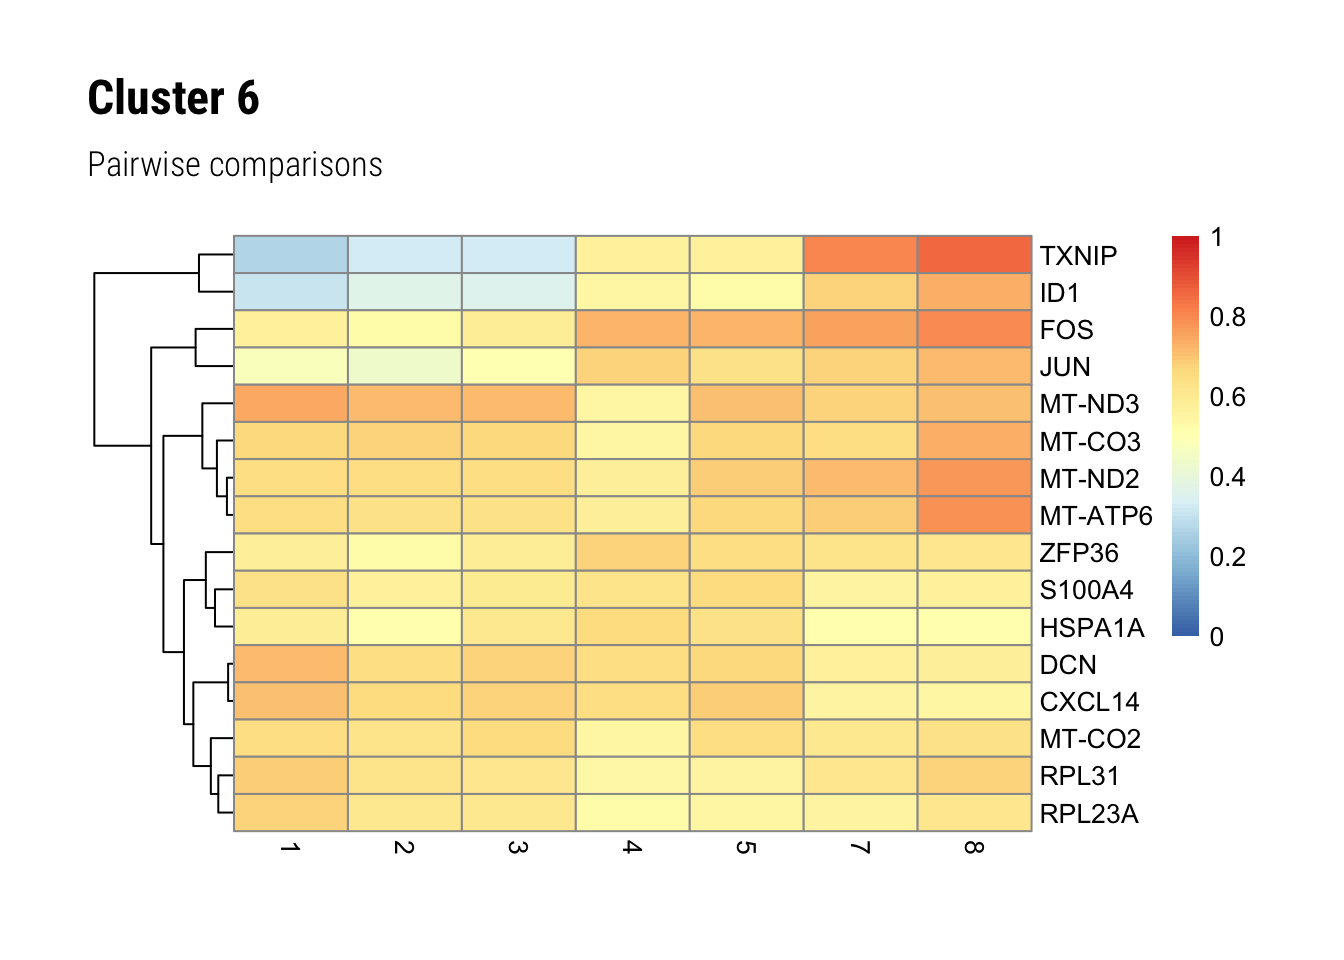 Cluster 6
Pairwise comparisons
TXNIP
ID1
FOS
JUN
MT-ND3
MT-CO3
MT-ND2
MT-ATP6
ZFP36
S100A4
HSPA1A
DCN
CXCL14
MT-CO2
RPL31
RPL23A
1 2 3 4 5 7 8
1
0.8
0.6
0.4
0.2
0